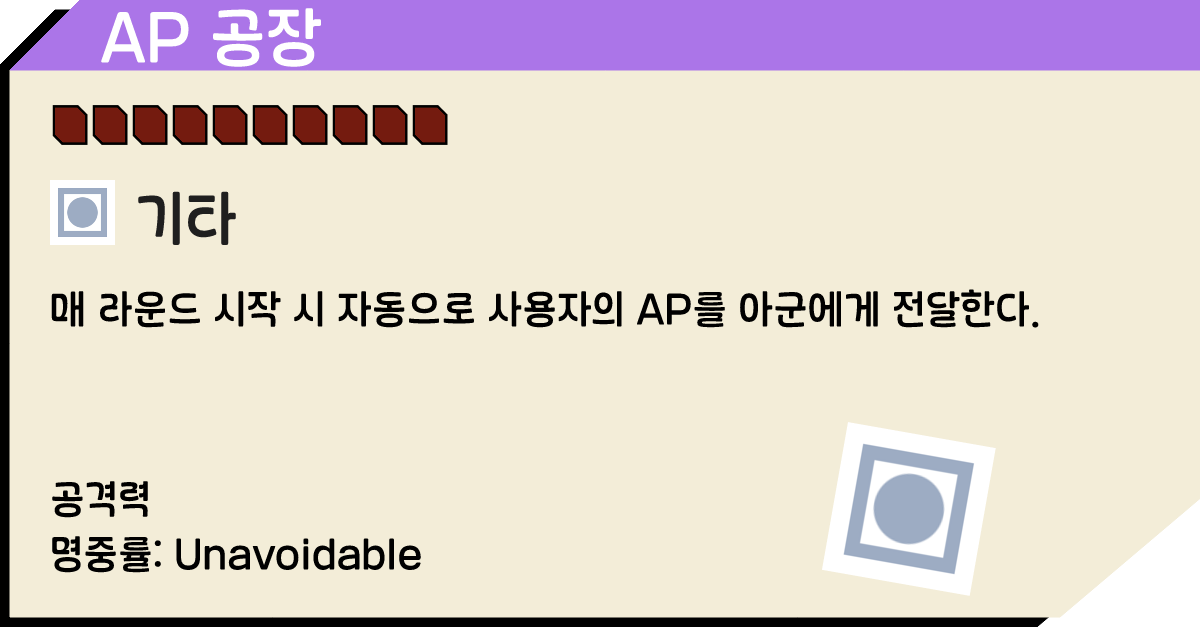 AP 공장
기타
매 라운드 시작 시 자동으로 사용자의 AP를 아군에게 전달한다.
공격력
명중률: Unavoidable